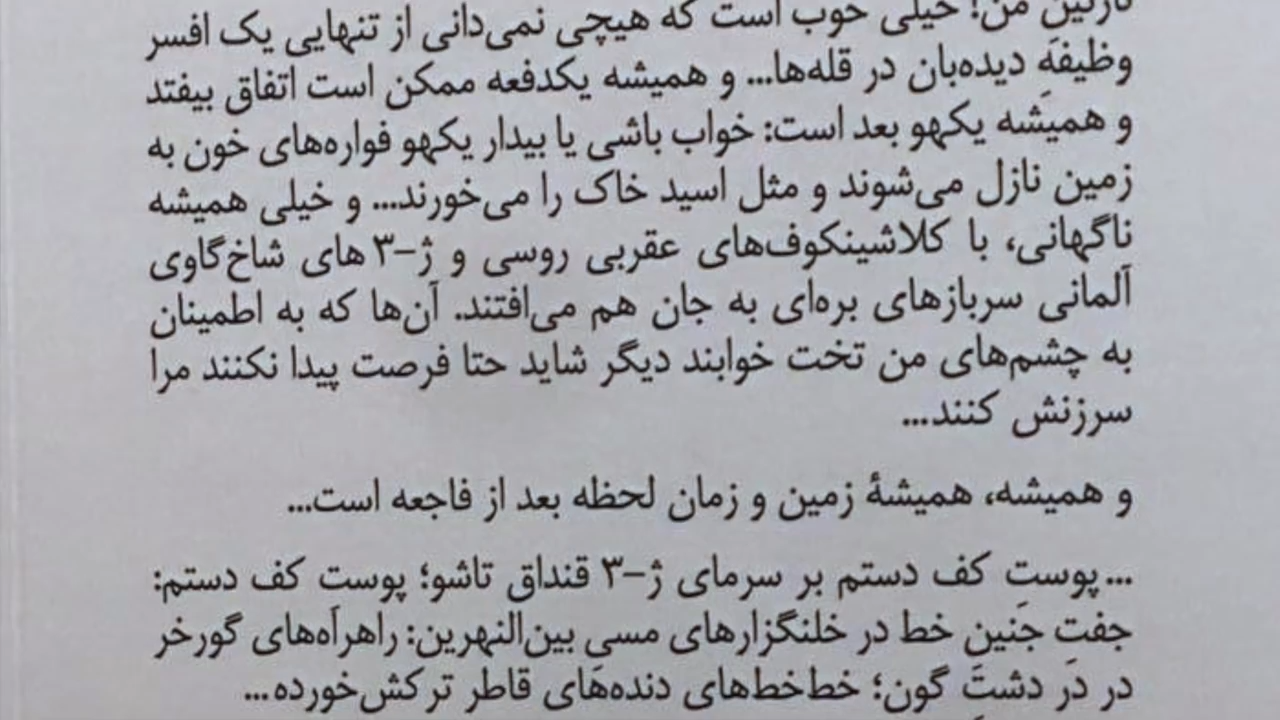 نازنینِ من! خیلی خوب است که هیچی نمی‌دانی از تنهایی یک افسر
وظیفهِ دیده‌بان در قله‌ها... و همیشه یکدفعه ممکن است اتفاق بیفتد
و همیشِه یکهو بعد است: خواب باشی یا بیدار یکهو فواره‌های خون به
زمین نازل می‌شوند و مثل اسید خاک را می‌خورند... و خیلی همیشه
ناگهانی، با کلاشینکوف‌های عقربی روسی و ژ-۳های شاخ‌گاوی
آلمانی سربازهای بره‌ای به جان هم می‌افتند. آن‌ها که به اطمینان
به چشم‌های من تخت خوابند دیگر شاید حتا فرصت پیدا نکنند مرا
سرزنش کنند...
و همیشه، همیشهٔ زمین و زمان لحظه بعد از فاجعه است...
...پوستِ کف دستم بر سرمای ژ-۳ قنداق تاشو؛ پوستِ کف دستم:
جفتِ جِنین خط در خلنگزارهای مسیِ بین‌النهرین: راهراه‌های گورخر
در دَرِ دشتِ گون؛ خط‌خط‌های دنده‌های قاطر ترکش‌خورده...